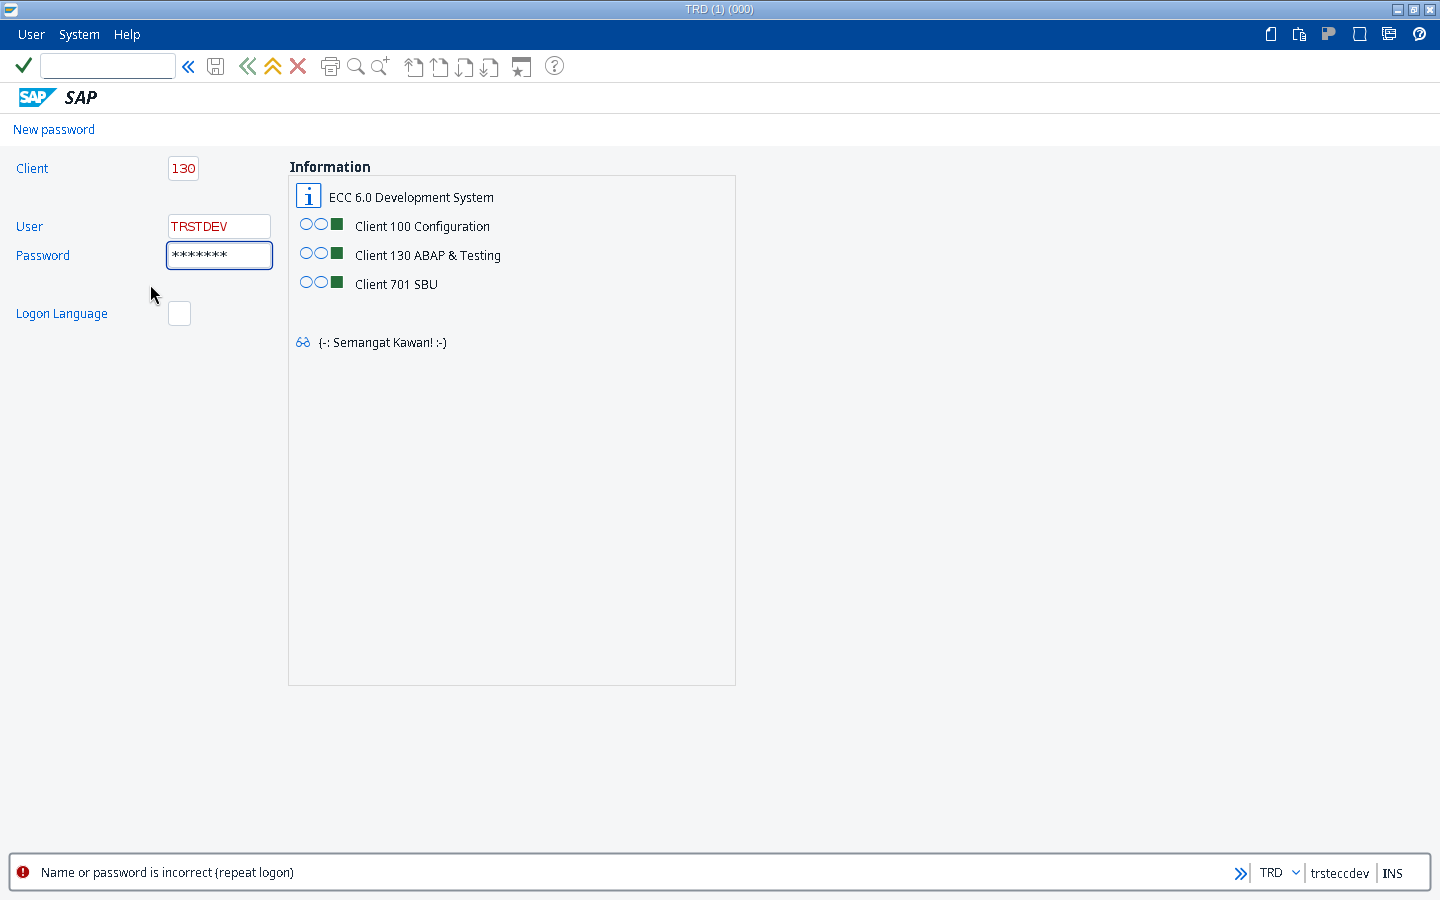 TRD (1) (000)
User System Help
SAP SAP
New password
Client 130
Information
ECC 6.0 Development System
User TRSTDEV
Client 100 Configuration
Password *******
Client 130 ABAP & Testing
Client 701 SBU
Logon Language
(-: Semangat Kawan! :-)
Name or password is incorrect (repeat logon)
TRD trsteccdev INS